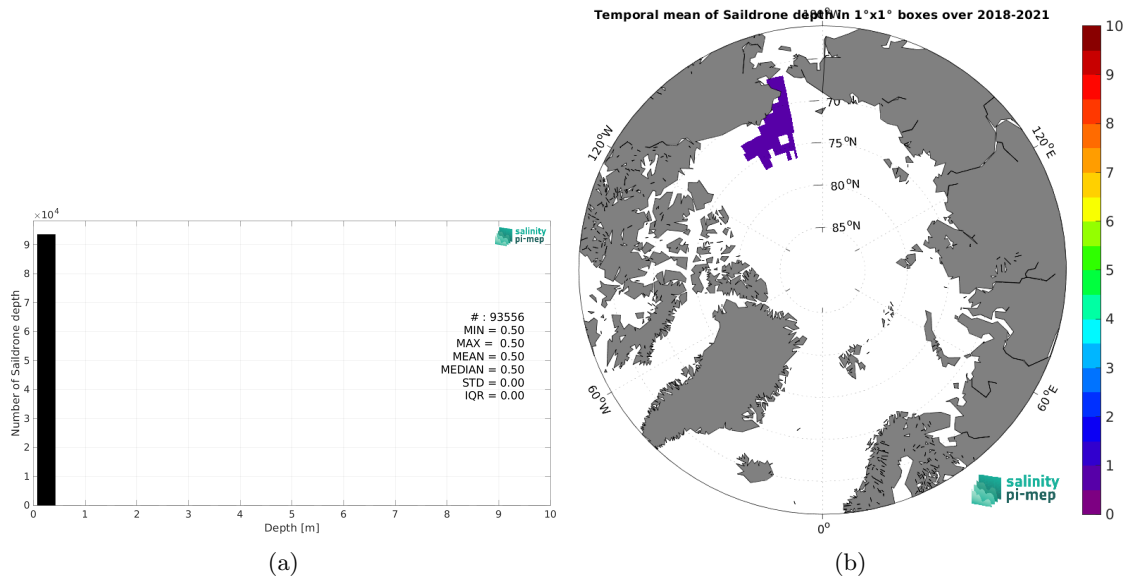 ×10⁴
9
8
7
6
5
4
3
2
1
0
Number of Saildrone depth
salinity
pi-mep
# : 93556
MIN = 0.50
MAX = 0.50
MEAN = 0.50
MEDIAN = 0.50
STD = 0.00
IQR = 0.00
0 1 2 3 4 5 6 7 8 9 10
Depth [m]
(a)
Temporal mean of Saildrone depth in 1°x1° boxes over 2018-2021
180°W
120°W
120°E
70°N
75°N
80°N
85°N
60°W
60°E
0°
salinity
pi-mep
10
9
8
7
6
5
4
3
2
1
0
(b)